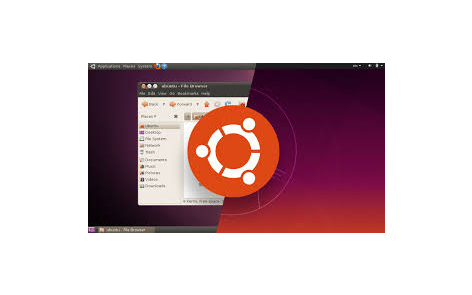 Applications Places System
ubuntu - File Browser
File Edit View Go Bookmarks Help
Back Forward
Places
ubuntu
Desktop
File System
Network
Trash
Documents
Music
Pictures
Videos
Downloads
ubuntu - File Browser